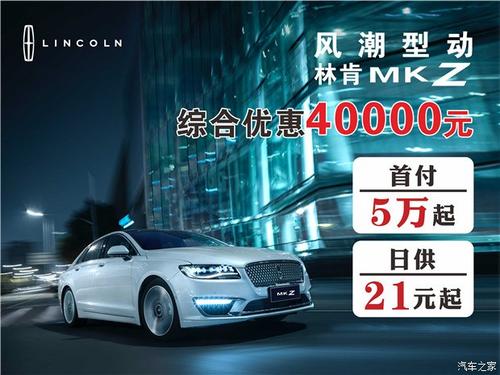 LINCOLN
风潮型动
林肯MKZ
综合优惠40000元
首付
5万起
日供
21元起
MKZ
汽车之家